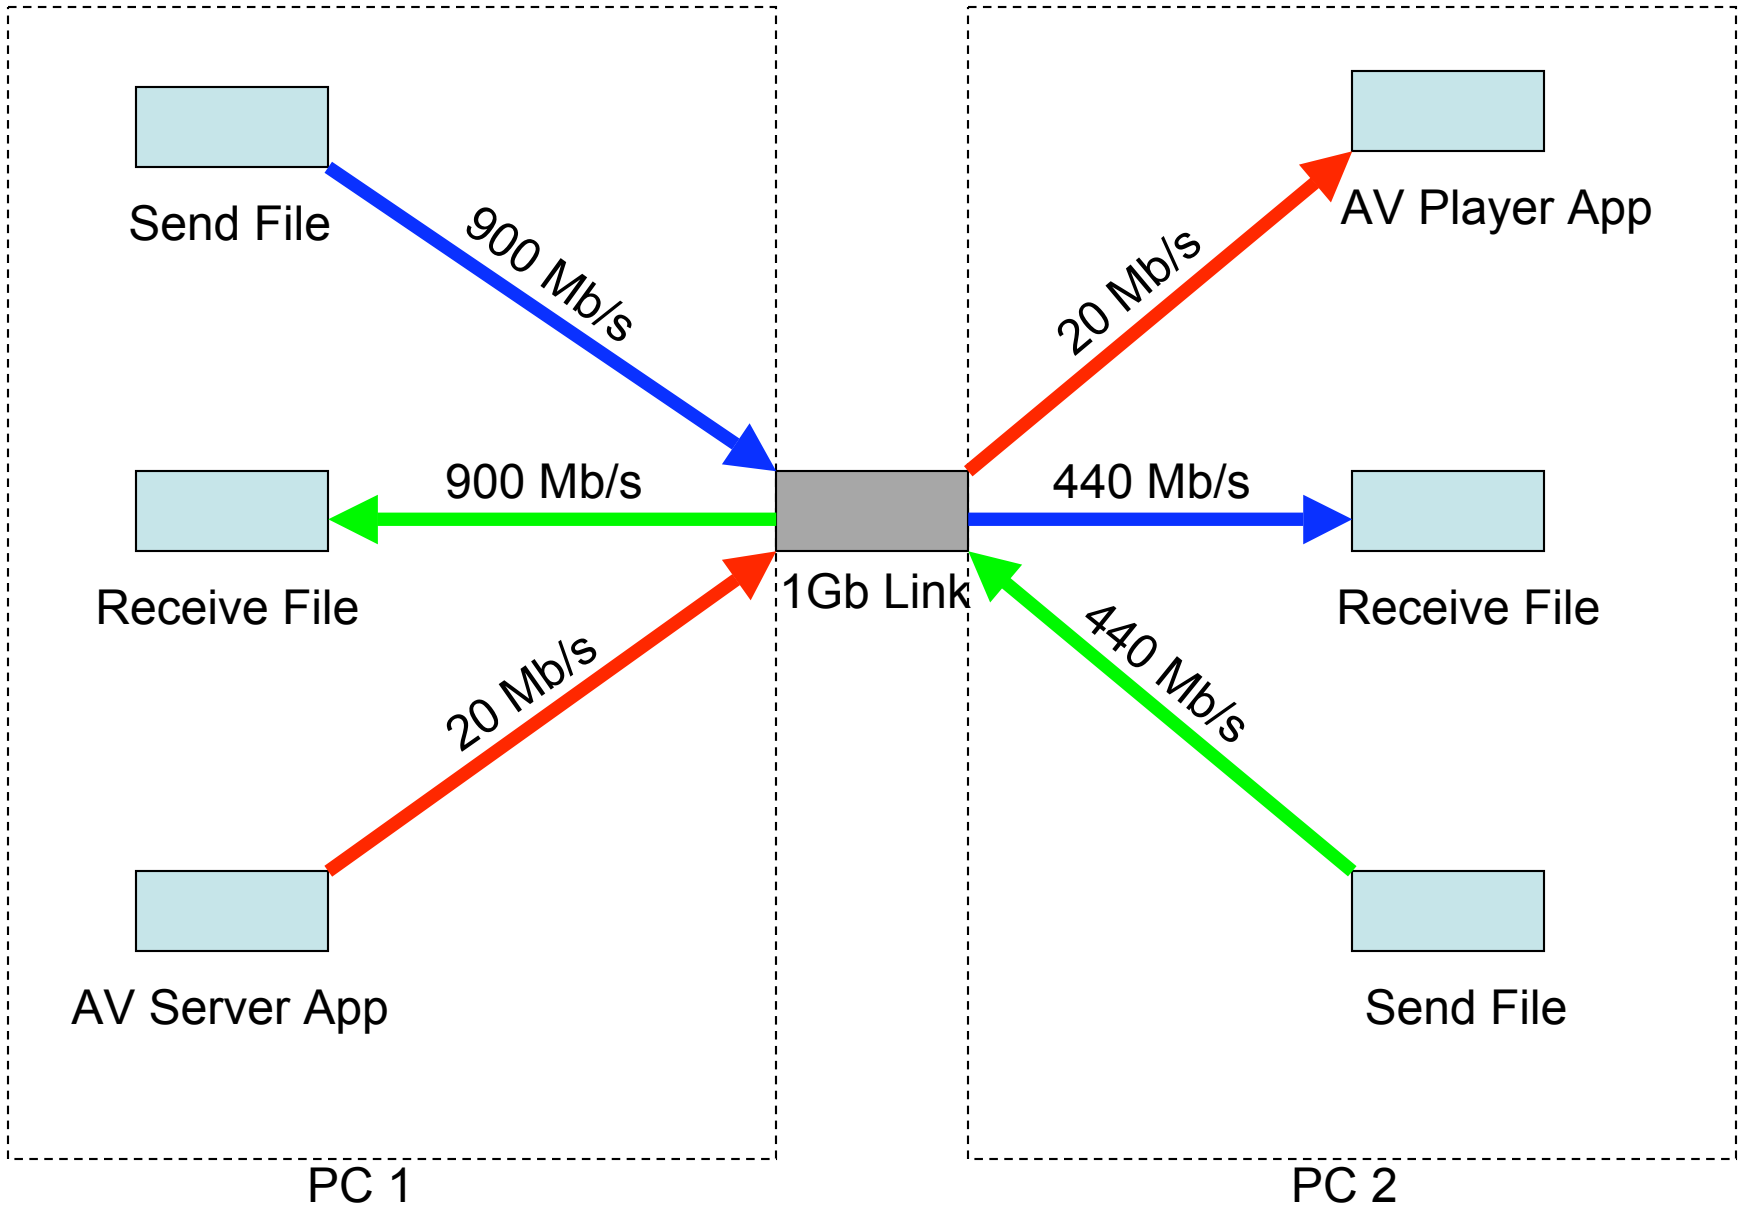 Send File
900 Mb/s
900 Mb/s
Receive File
20 Mb/s
AV Server App
PC 1
1Gb Link
AV Player App
20 Mb/s
440 Mb/s
Receive File
440 Mb/s
Send File
PC 2